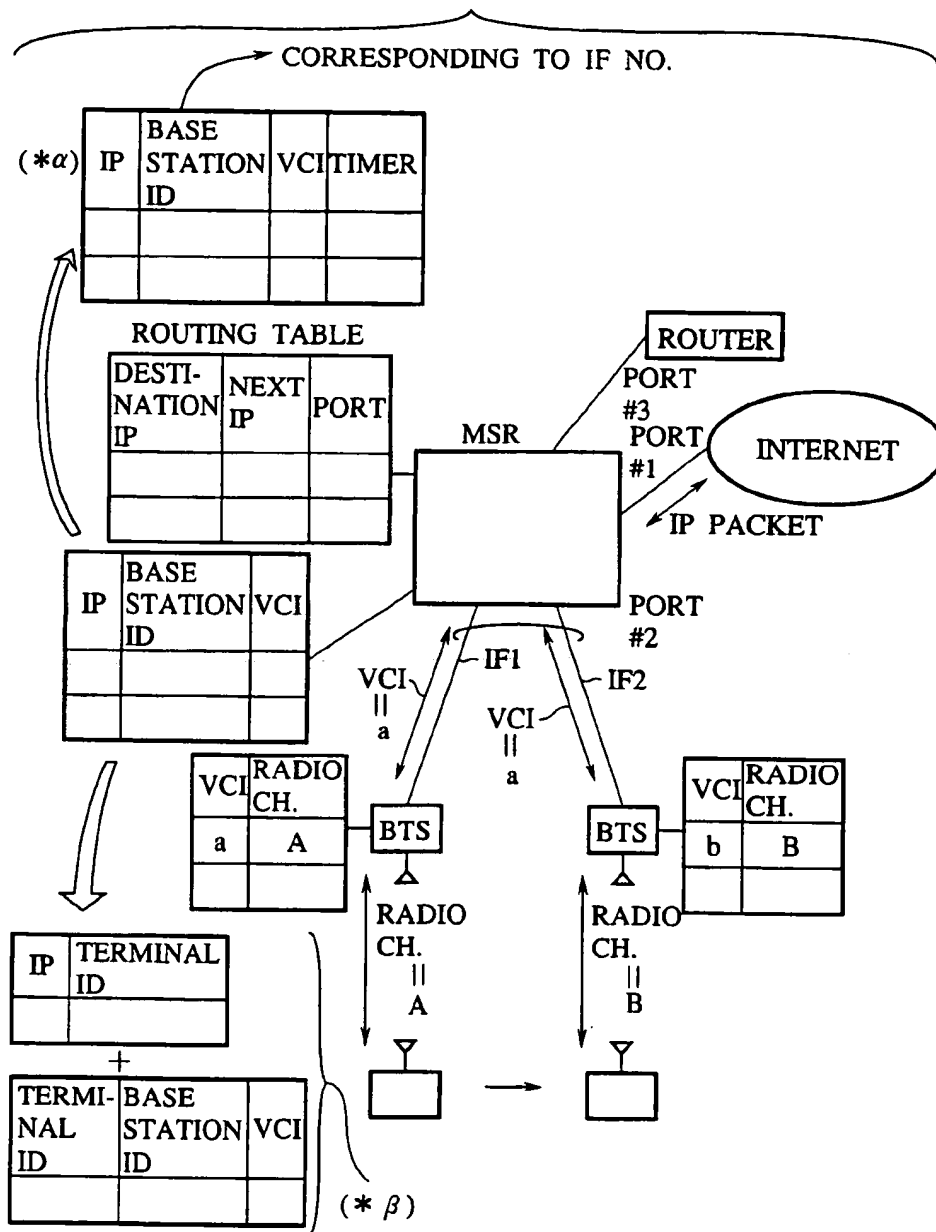 CORRESPONDING TO IF NO.
(*α)
IP
BASE
STATION
ID
VCI
TIMER
ROUTING TABLE
DESTI-
NATION
IP
NEXT
IP
PORT
MSR
ROUTER
PORT
#3
PORT
#1
INTERNET
IP PACKET
IP
BASE
STATION
ID
VCI
PORT
#2
IF1
IF2
VCI
=
a
VCI
=
a
VCI
RADIO
CH.
a
A
BTS
BTS
VCI
RADIO
CH.
b
B
RADIO
CH.
=
A
RADIO
CH.
=
B
IP
TERMINAL
ID
+
TERMI-
NAL
ID
BASE
STATION
ID
VCI
(* β)